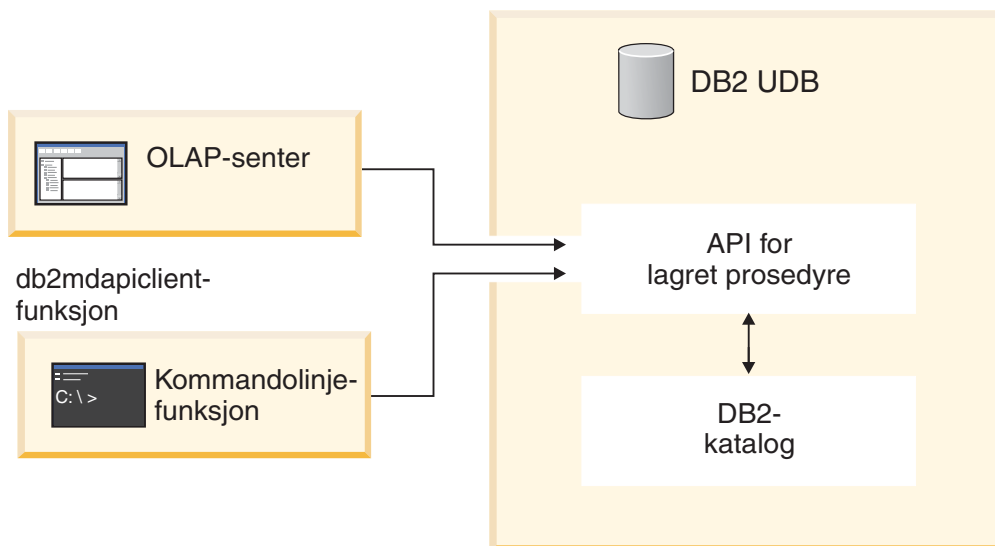 DB2 UDB
OLAP-senter
API for
lagret prosedyre
db2mdapiclient-
funksjon
Kommandolinje-
funksjon
C: \ >
DB2-
katalog